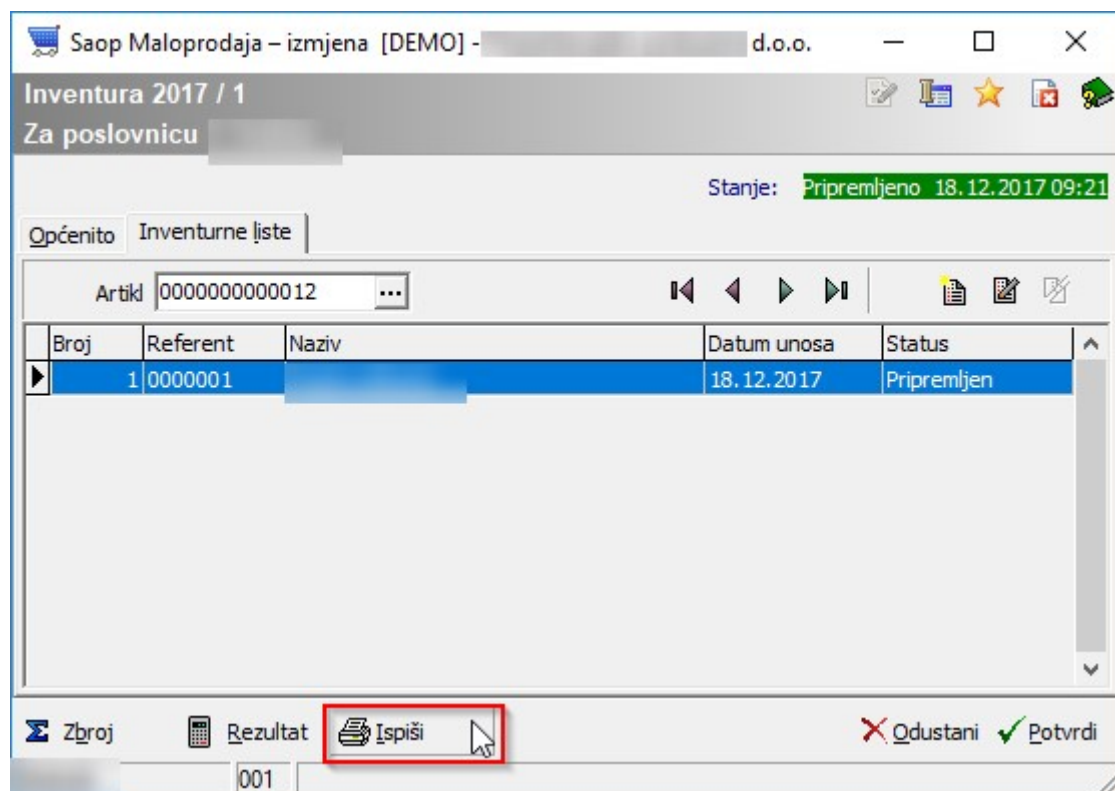 Saop Maloprodaja – izmjena [DEMO] - d.o.o.
Inventura 2017 / 1
Za poslovnicu
Stanje: Pripremljeno 18.12.2017 09:21
Općenito Inventurne liste
Artikl 0000000000012 ...
Broj Referent Naziv Datum unosa Status
1 0000001 18.12.2017 Pripremljen
Zbroj Rezultat Ispiši Odustani Potvrdi
001